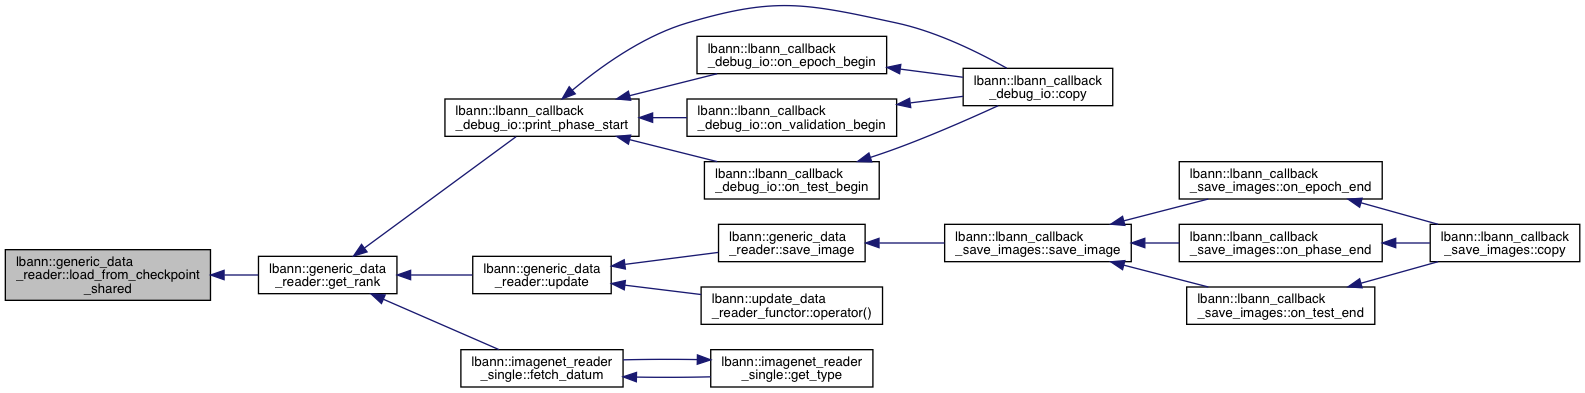 lbann::generic_data
_reader::load_from_checkpoint
_shared
lbann::generic_data
_reader::get_rank
lbann::lbann_callback
_debug_io::print_phase_start
lbann::lbann_callback
_debug_io::on_epoch_begin
lbann::lbann_callback
_debug_io::on_validation_begin
lbann::lbann_callback
_debug_io::on_test_begin
lbann::lbann_callback
_debug_io::copy
lbann::generic_data
_reader::update
lbann::generic_data
_reader::save_image
lbann::update_data
_reader_functor::operator()
lbann::lbann_callback
_save_images::save_image
lbann::lbann_callback
_save_images::on_epoch_end
lbann::lbann_callback
_save_images::on_phase_end
lbann::lbann_callback
_save_images::on_test_end
lbann::lbann_callback
_save_images::copy
lbann::imagenet_reader
_single::fetch_datum
lbann::imagenet_reader
_single::get_type